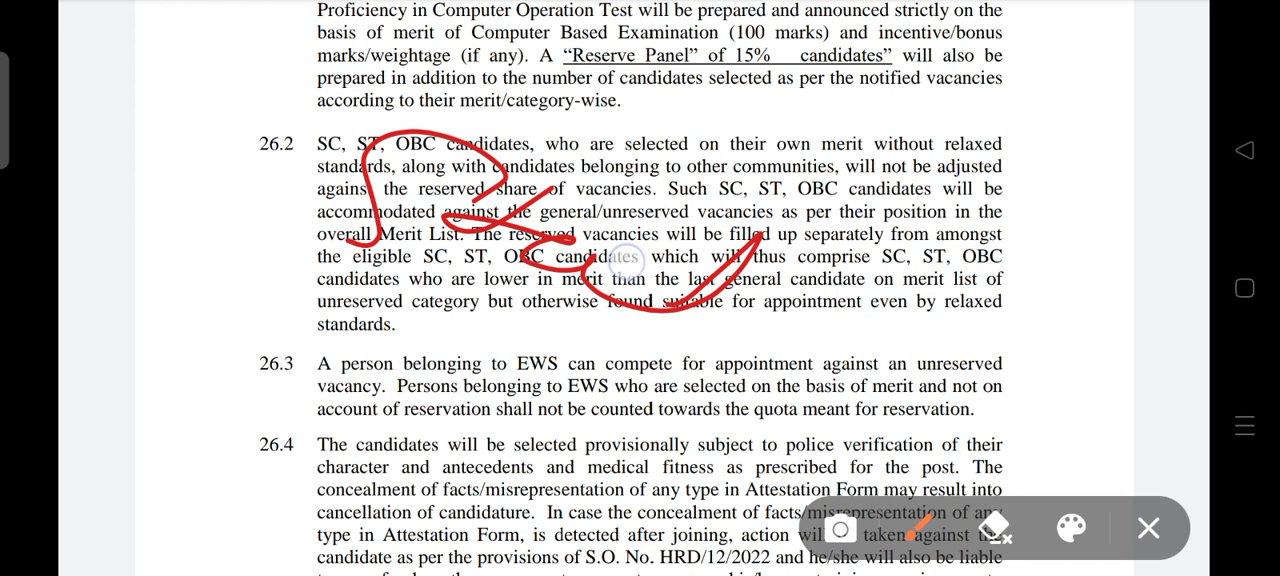 Proficiency in Computer Operation Test will be prepared and announced strictly on the
basis of merit of Computer Based Examination (100 marks) and incentive/bonus
marks/weightage (if any). A “Reserve Panel” of 15% candidates” will also be
prepared in addition to the number of candidates selected as per the notified vacancies
according to their merit/category-wise.
26.2 SC, ST, OBC candidates, who are selected on their own merit without relaxed
standards, along with candidates belonging to other communities, will not be adjusted
against the reserved share of vacancies. Such SC, ST, OBC candidates will be
accommodated against the general/unreserved vacancies as per their position in the
overall Merit List. The reserved vacancies will be filled up separately from amongst
the eligible SC, ST, OBC candidates which will thus comprise SC, ST, OBC
candidates who are lower in merit than the last general candidate on merit list of
unreserved category but otherwise found suitable for appointment even by relaxed
standards.
26.3 A person belonging to EWS can compete for appointment against an unreserved
vacancy. Persons belonging to EWS who are selected on the basis of merit and not on
account of reservation shall not be counted towards the quota meant for reservation.
26.4 The candidates will be selected provisionally subject to police verification of their
character and antecedents and medical fitness as prescribed for the post. The
concealment of facts/misrepresentation of any type in Attestation Form may result into
cancellation of candidature. In case the concealment of facts/misrepresentation of any
type in Attestation Form, is detected after joining, action will taken against the
candidate as per the provisions of S.O. No. HRD/12/2022 and he/she will also be liable